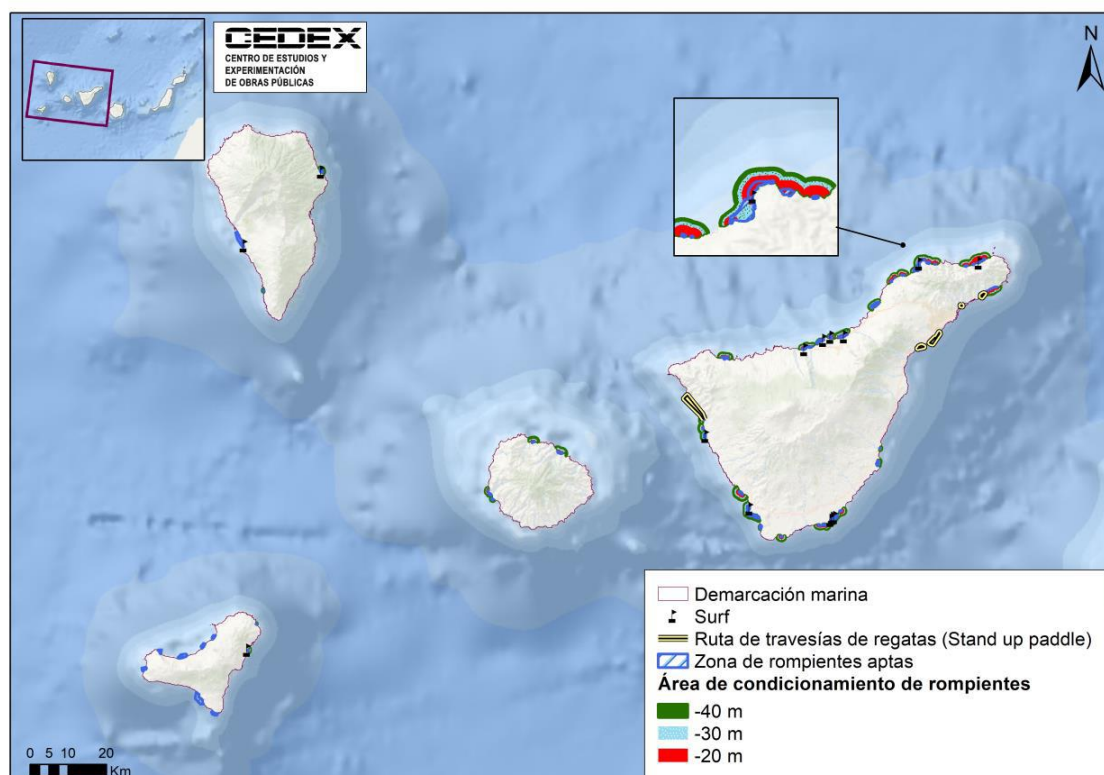 CEDEX
CENTRO DE ESTUDIOS Y
EXPERIMENTACIÓN
DE OBRAS PÚBLICAS
N
Demarcación marina
Surf
Ruta de travesías de regatas (Stand up paddle)
Zona de rompientes aptas
Área de condicionamiento de rompientes
-40 m
-30 m
-20 m
0 5 10 20
Km